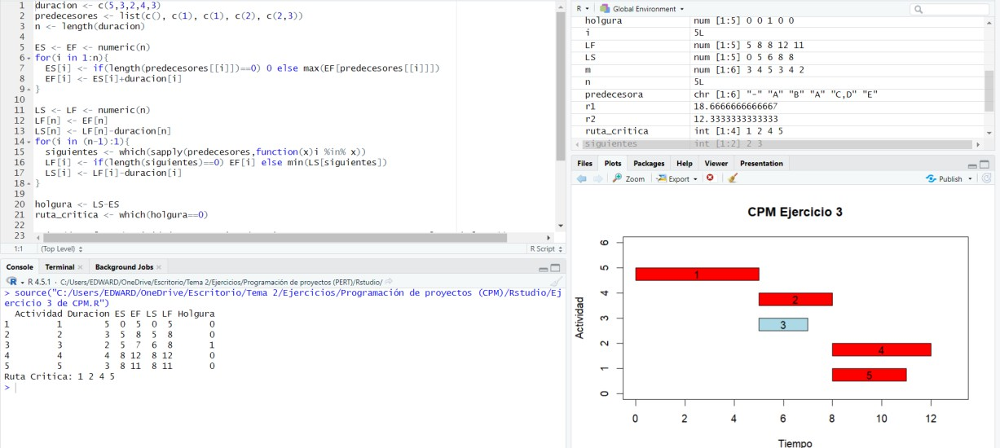 1 duracion <- c(5,3,2,4,3)
2 predecesores <- list(c(), c(1), c(1), c(2), c(2,3))
3 n <- length(duracion)
4
5 ES <- EF <- numeric(n)
6 for(i in 1:n){
7 ES[i] <- if(length(predecesores[[i]])==0) 0 else max(EF[predecesores[[i]]])
8 EF[i] <- ES[i]+duracion[i]
9 }
10
11 LS <- LF <- numeric(n)
12 LF[n] <- EF[n]
13 LS[n] <- LF[n]-duracion[n]
14 for(i in (n-1):1){
15 siguientes <- which(sapply(predecesores,function(x)i %in% x))
16 LF[i] <- if(length(siguientes)==0) EF[i] else min(LS[siguientes])
17 LS[i] <- LF[i]-duracion[i]
18 }
19
20 holgura <- LS-ES
21 ruta_critica <- which(holgura==0)
22
23
1:1 (Top Level) R Script
Console Terminal Background Jobs
R R 4.5.1 · C:/Users/EDWARD/OneDrive/Escritorio/Tema 2/Ejercicios/Programación de proyectos (PERT)/Rstudio/
> source("C:/Users/EDWARD/OneDrive/Escritorio/Tema 2/Ejercicios/Programación de proyectos (CPM)/Rstudio/Ej
ercicio 3 de CPM.R")
Actividad Duracion ES EF LS LF Holgura
1 1 5 0 5 0 5 0
2 2 3 5 8 5 8 0
3 3 2 5 7 6 8 1
4 4 4 8 12 8 12 0
5 5 3 8 11 8 11 0
Ruta Critica: 1 2 4 5
>
R Global Environment
holgura num [1:5] 0 0 1 0 0
i 5L
LF num [1:5] 5 8 8 12 11
LS num [1:5] 0 5 6 8 8
m num [1:6] 3 4 5 3 4 2
n 5L
predecesora chr [1:6] "-" "A" "B" "A" "C,D" "E"
r1 18.6666666666667
r2 12.3333333333333
ruta_critica int [1:4] 1 2 4 5
siguientes int [1:2] 2 3
Files Plots Packages Help Viewer Presentation
Zoom Export Publish
CPM Ejercicio 3
Actividad
6
5
4
3
2
1
0
1
2
3
4
5
0 2 4 6 8 10 12
Tiempo